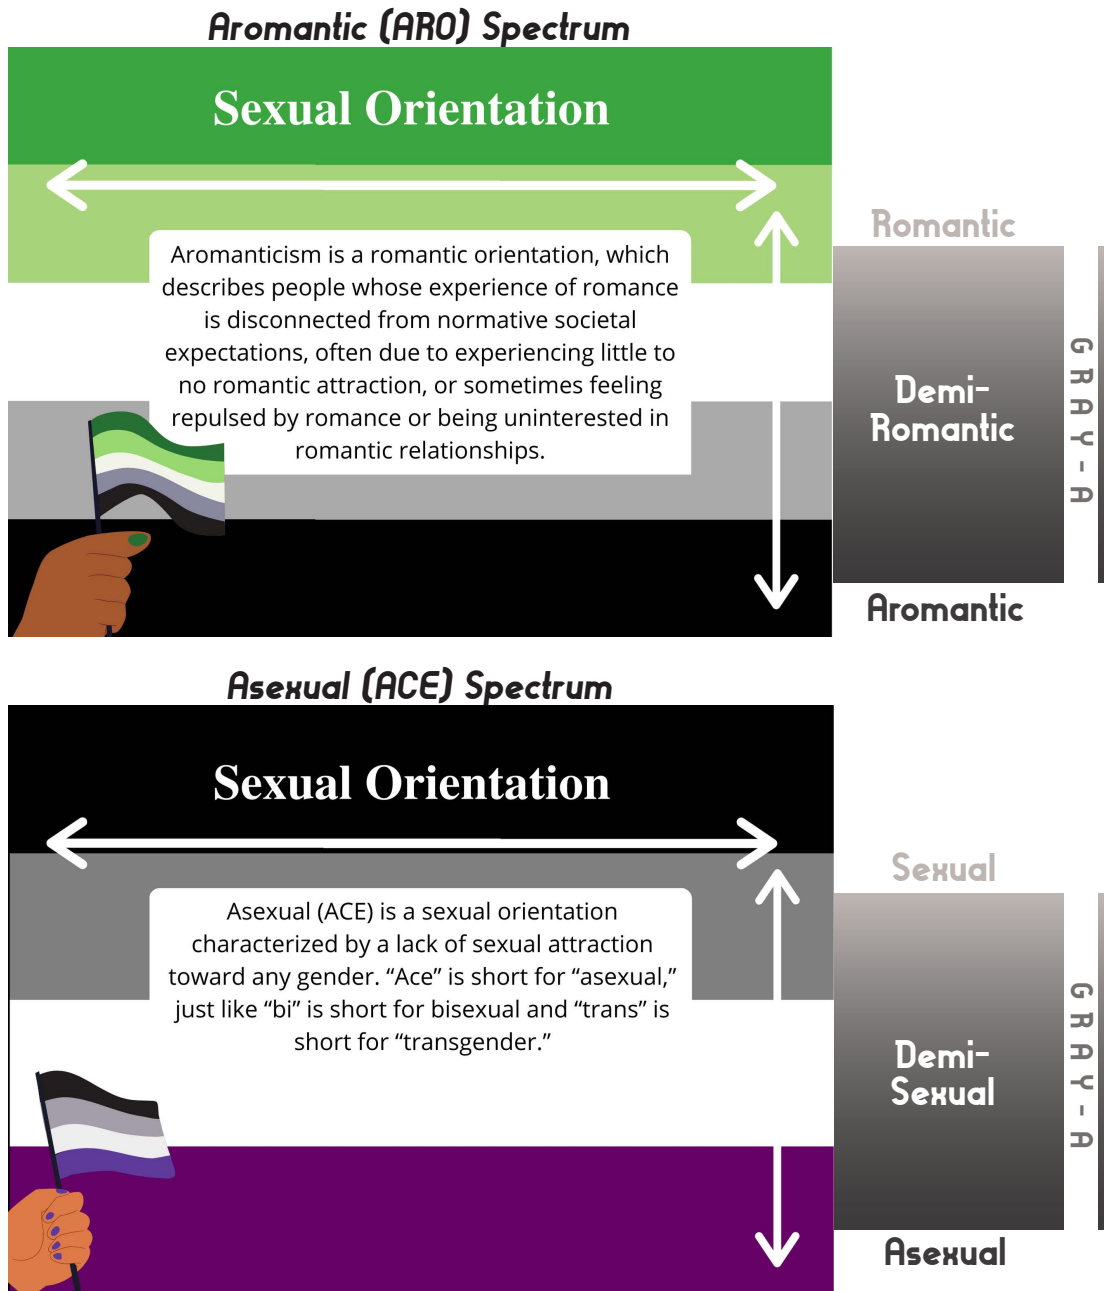 Aromantic (ARO) Spectrum
Sexual Orientation
Aromanticism is a romantic orientation, which
describes people whose experience of romance
is disconnected from normative societal
expectations, often due to experiencing little to
no romantic attraction, or sometimes feeling
repulsed by romance or being uninterested in
romantic relationships.
Romantic
Demi-
Romantic
Aromantic
GRAY-A
Asexual (ACE) Spectrum
Sexual Orientation
Asexual (ACE) is a sexual orientation
characterized by a lack of sexual attraction
toward any gender. “Ace” is short for “asexual,”
just like “bi” is short for bisexual and “trans” is
short for “transgender.”
Sexual
Demi-
Sexual
Asexual
GRAY-A